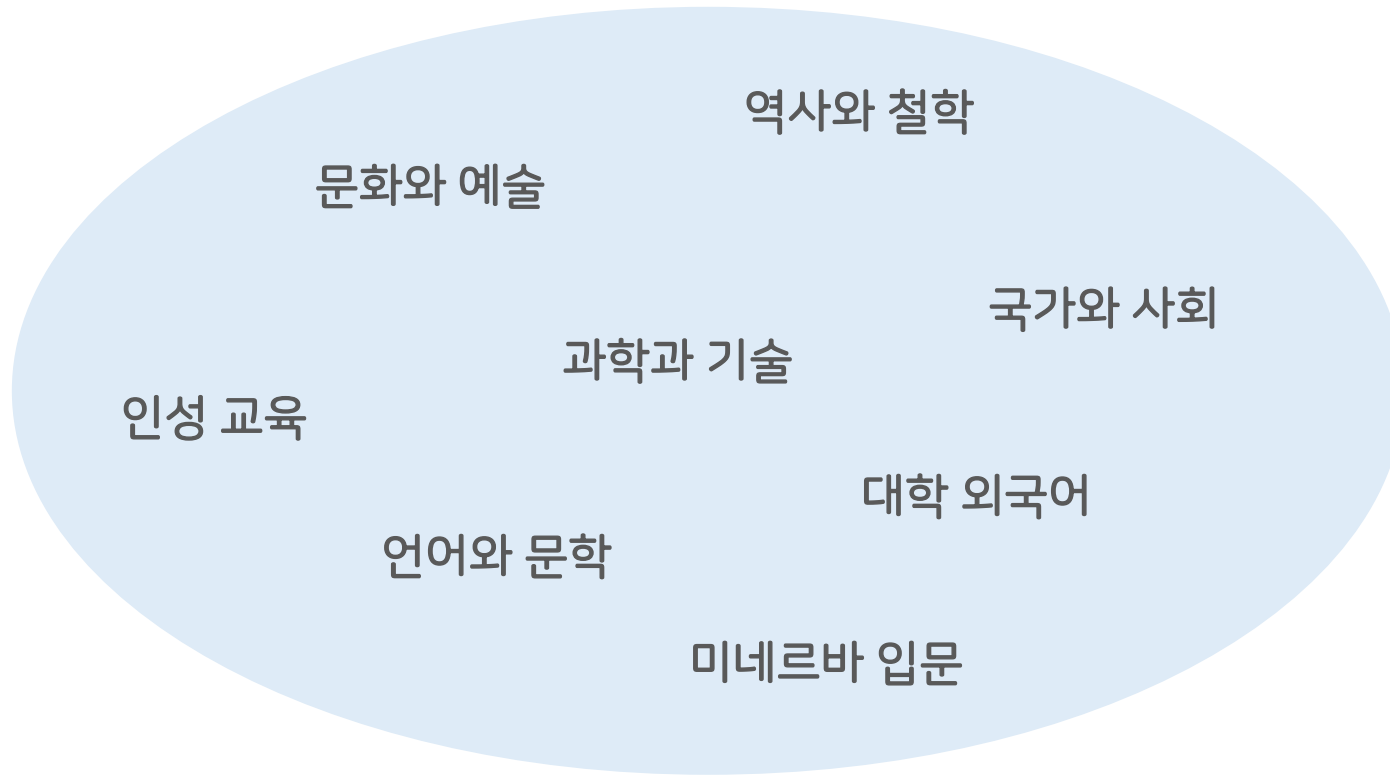 역사와 철학
문화와 예술
국가와 사회
과학과 기술
인성 교육
대학 외국어
언어와 문학
미네르바 입문